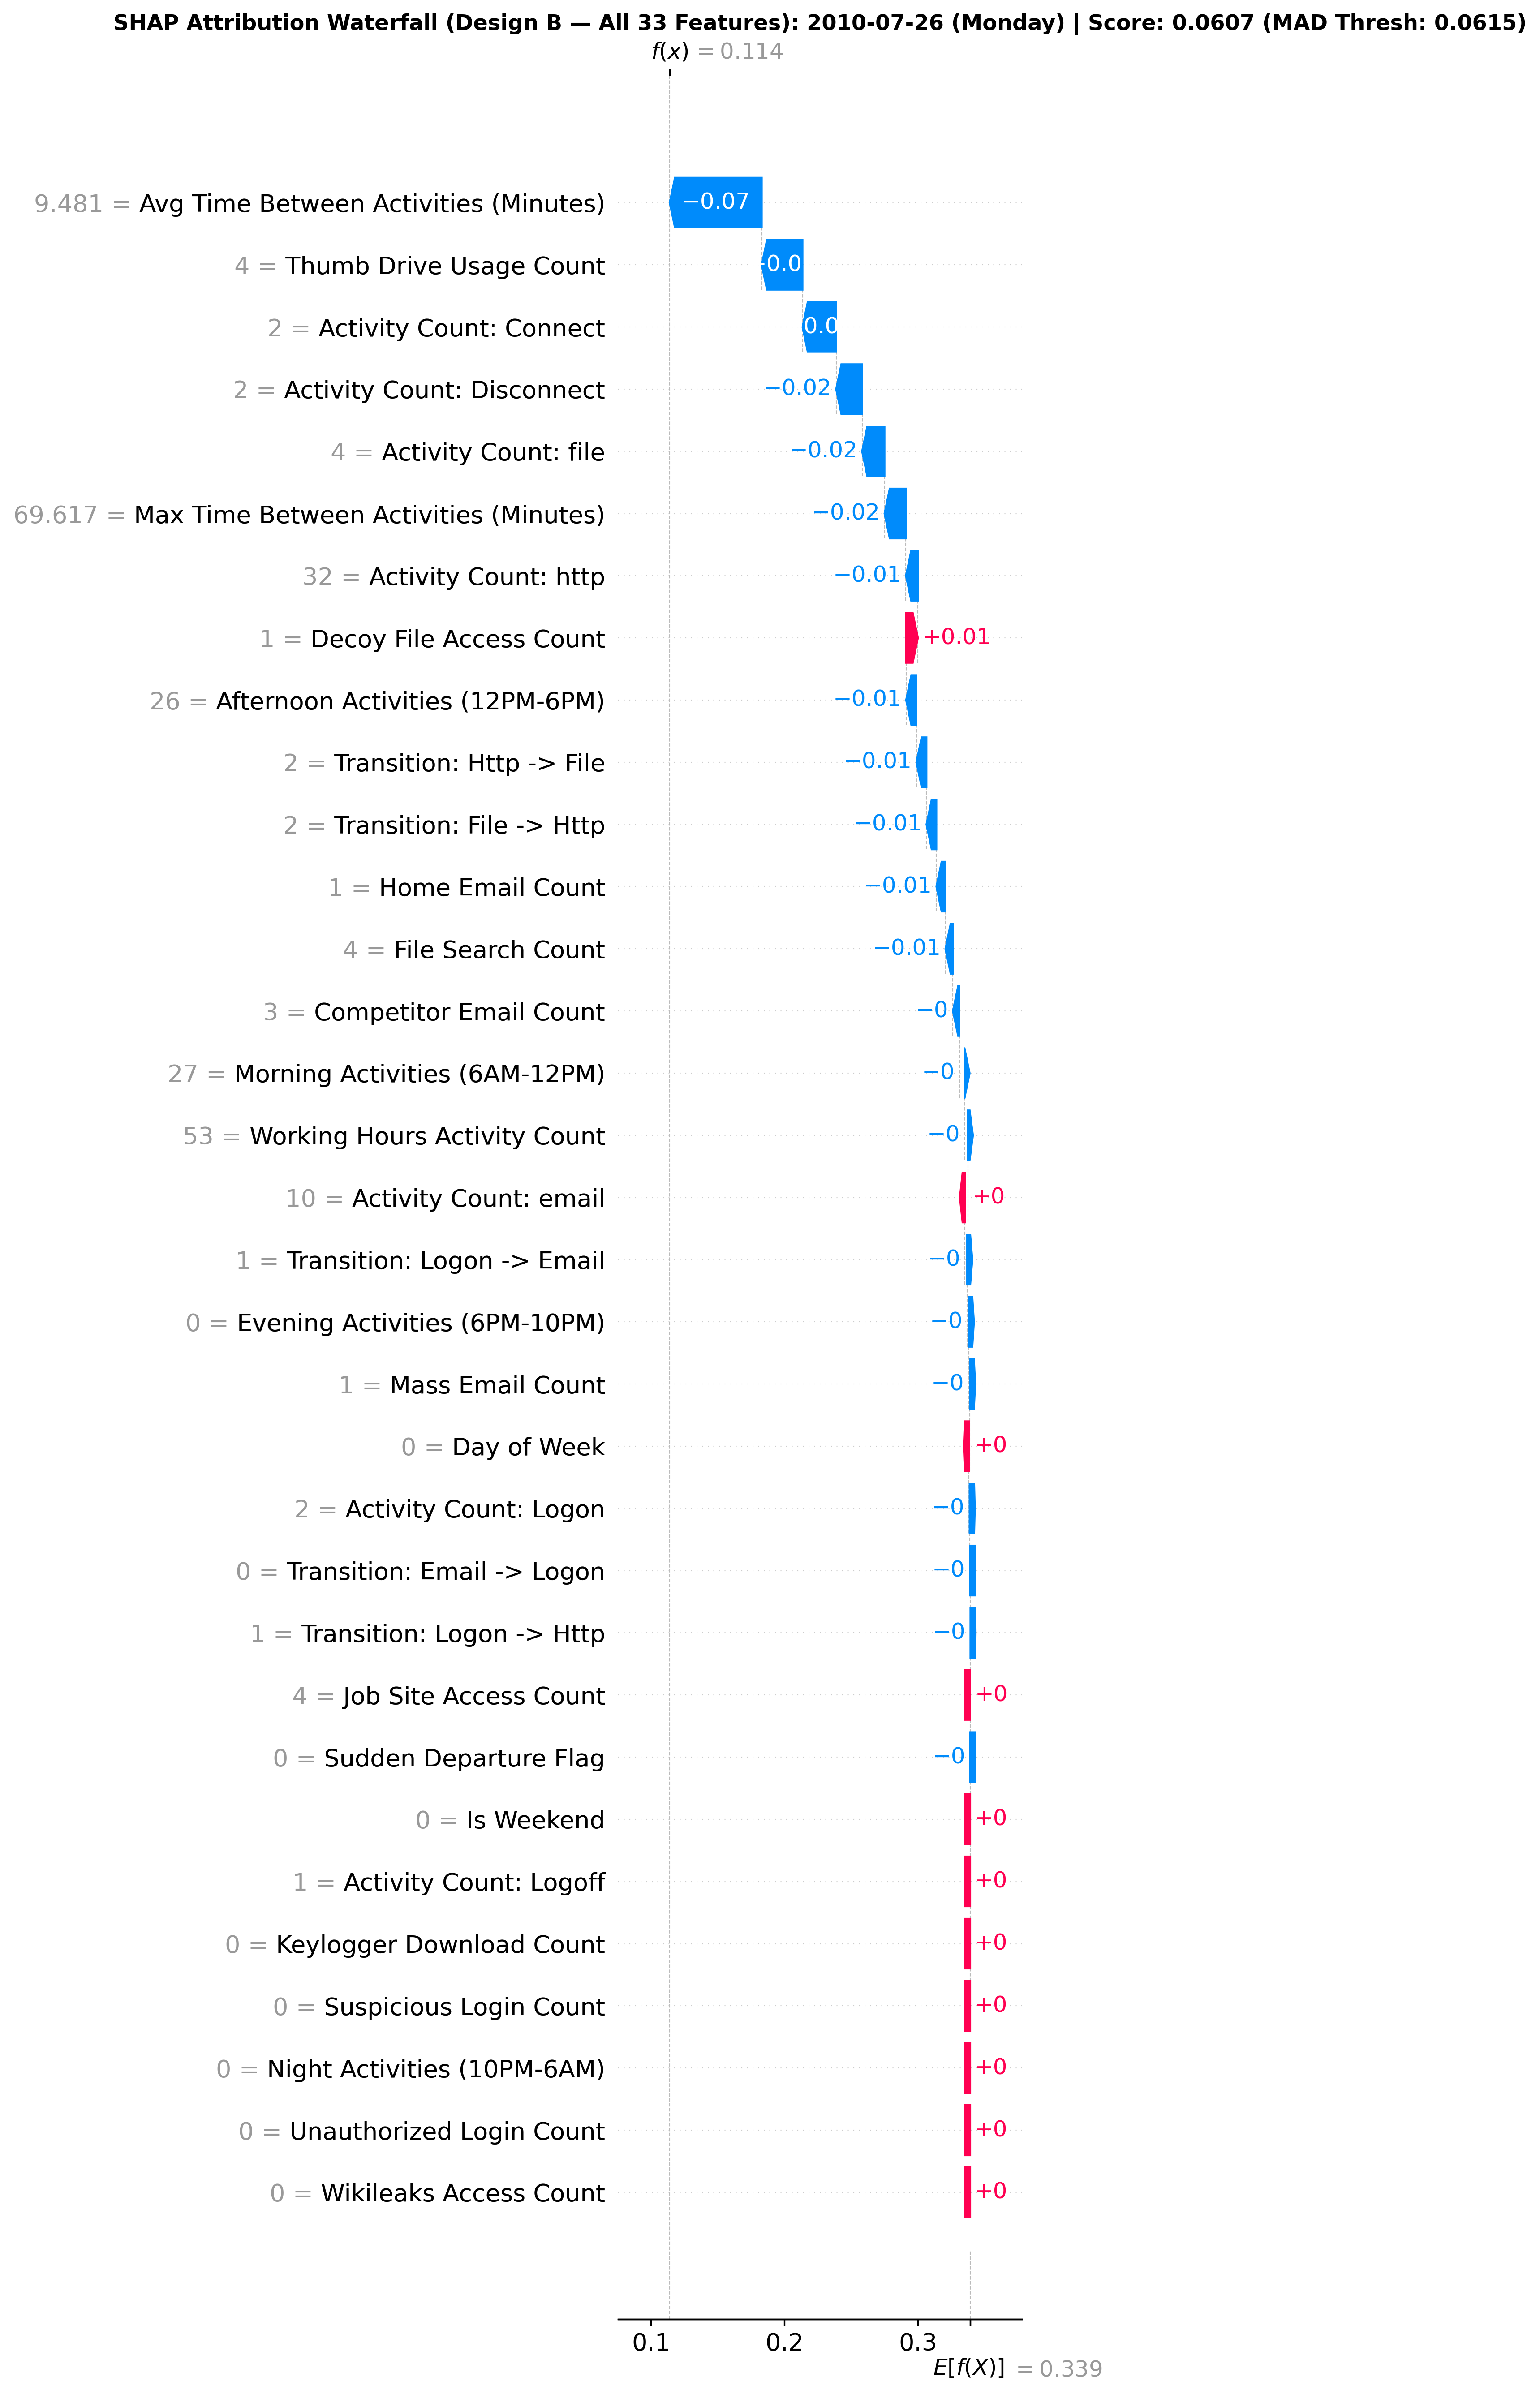 SHAP Attribution Waterfall (Design B — All 33 Features): 2010-07-26 (Monday) | Score: 0.0607 (MAD Thresh: 0.0615)
f(x) = 0.114
9.481 = Avg Time Between Activities (Minutes) −0.07
4 = Thumb Drive Usage Count -0.0
2 = Activity Count: Connect 0.0
2 = Activity Count: Disconnect −0.02
4 = Activity Count: file −0.02
69.617 = Max Time Between Activities (Minutes) −0.02
32 = Activity Count: http −0.01
1 = Decoy File Access Count +0.01
26 = Afternoon Activities (12PM-6PM) −0.01
2 = Transition: Http -> File −0.01
2 = Transition: File -> Http −0.01
1 = Home Email Count −0.01
4 = File Search Count −0.01
3 = Competitor Email Count −0
27 = Morning Activities (6AM-12PM) −0
53 = Working Hours Activity Count −0
10 = Activity Count: email +0
1 = Transition: Logon -> Email −0
0 = Evening Activities (6PM-10PM) −0
1 = Mass Email Count −0
0 = Day of Week +0
2 = Activity Count: Logon −0
0 = Transition: Email -> Logon −0
1 = Transition: Logon -> Http −0
4 = Job Site Access Count +0
0 = Sudden Departure Flag −0
0 = Is Weekend +0
1 = Activity Count: Logoff +0
0 = Keylogger Download Count +0
0 = Suspicious Login Count +0
0 = Night Activities (10PM-6AM) +0
0 = Unauthorized Login Count +0
0 = Wikileaks Access Count +0
0.1 0.2 0.3
E[f(X)] = 0.339